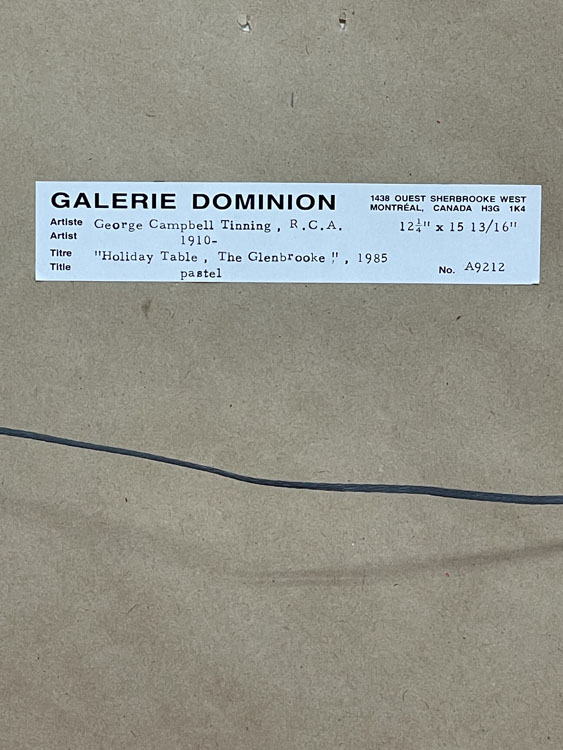 GALERIE DOMINION
1438 OUEST SHERBROOKE WEST
MONTRÉAL, CANADA H3G 1K4
Artiste
Artist
George Campbell Tinning, R.C.A.
1910-
12¼" x 15 13/16"
Titre
Title
"Holiday Table, The Glenbrooke", 1985
pastel
No. A9212